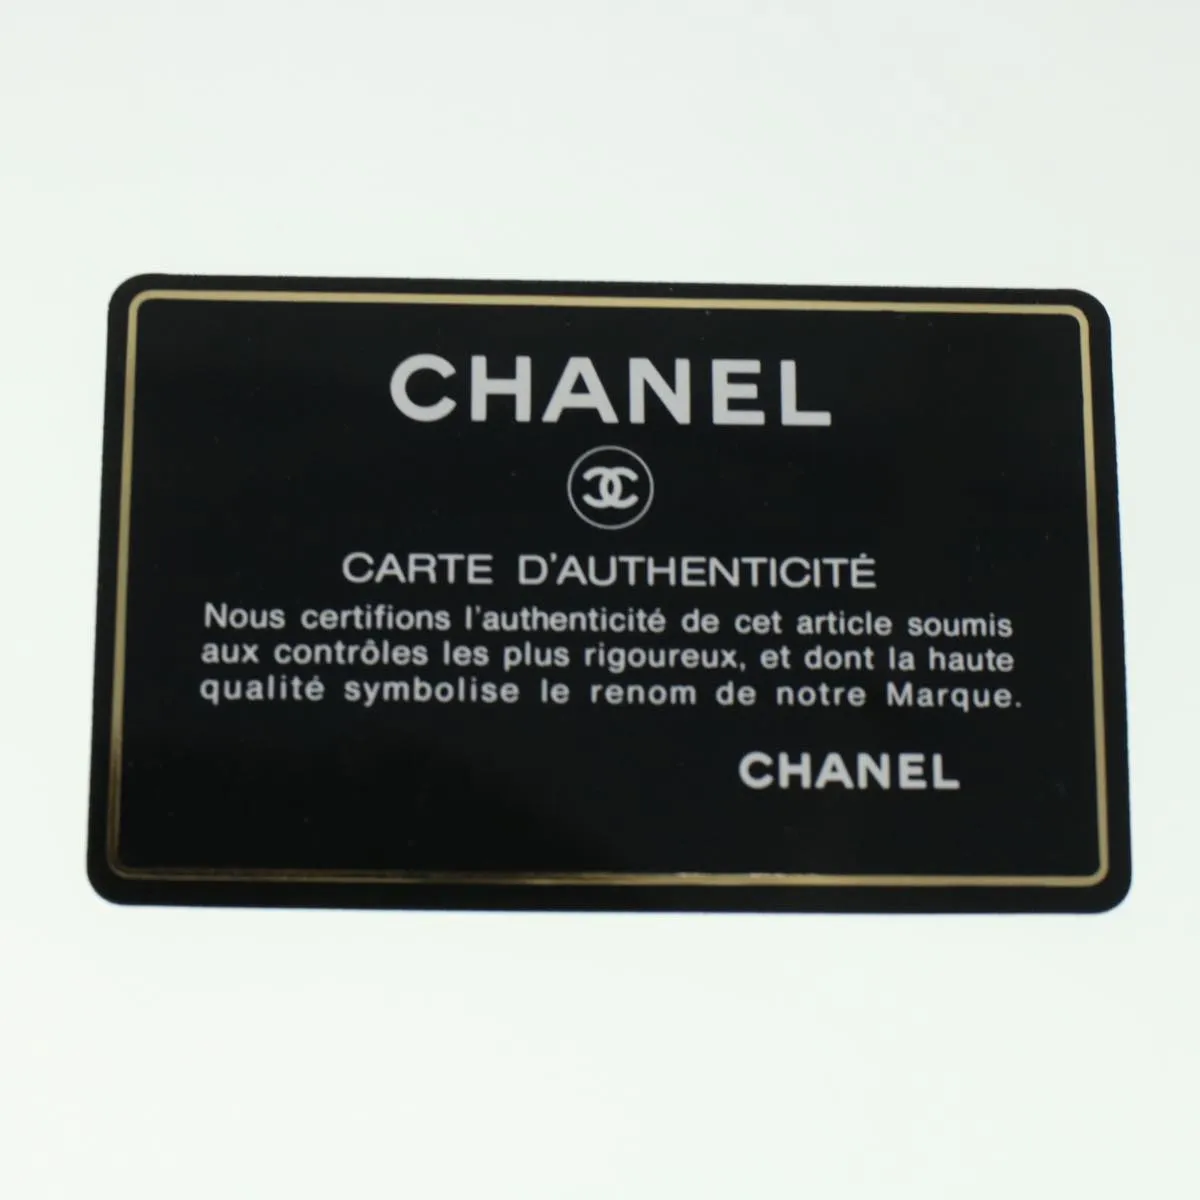 CHANEL
CARTE D'AUTHENTICITÉ
Nous certifions l'authenticité de cet article soumis
aux contrôles les plus rigoureux, et dont la haute
qualité symbolise le renom de notre Marque.
CHANEL